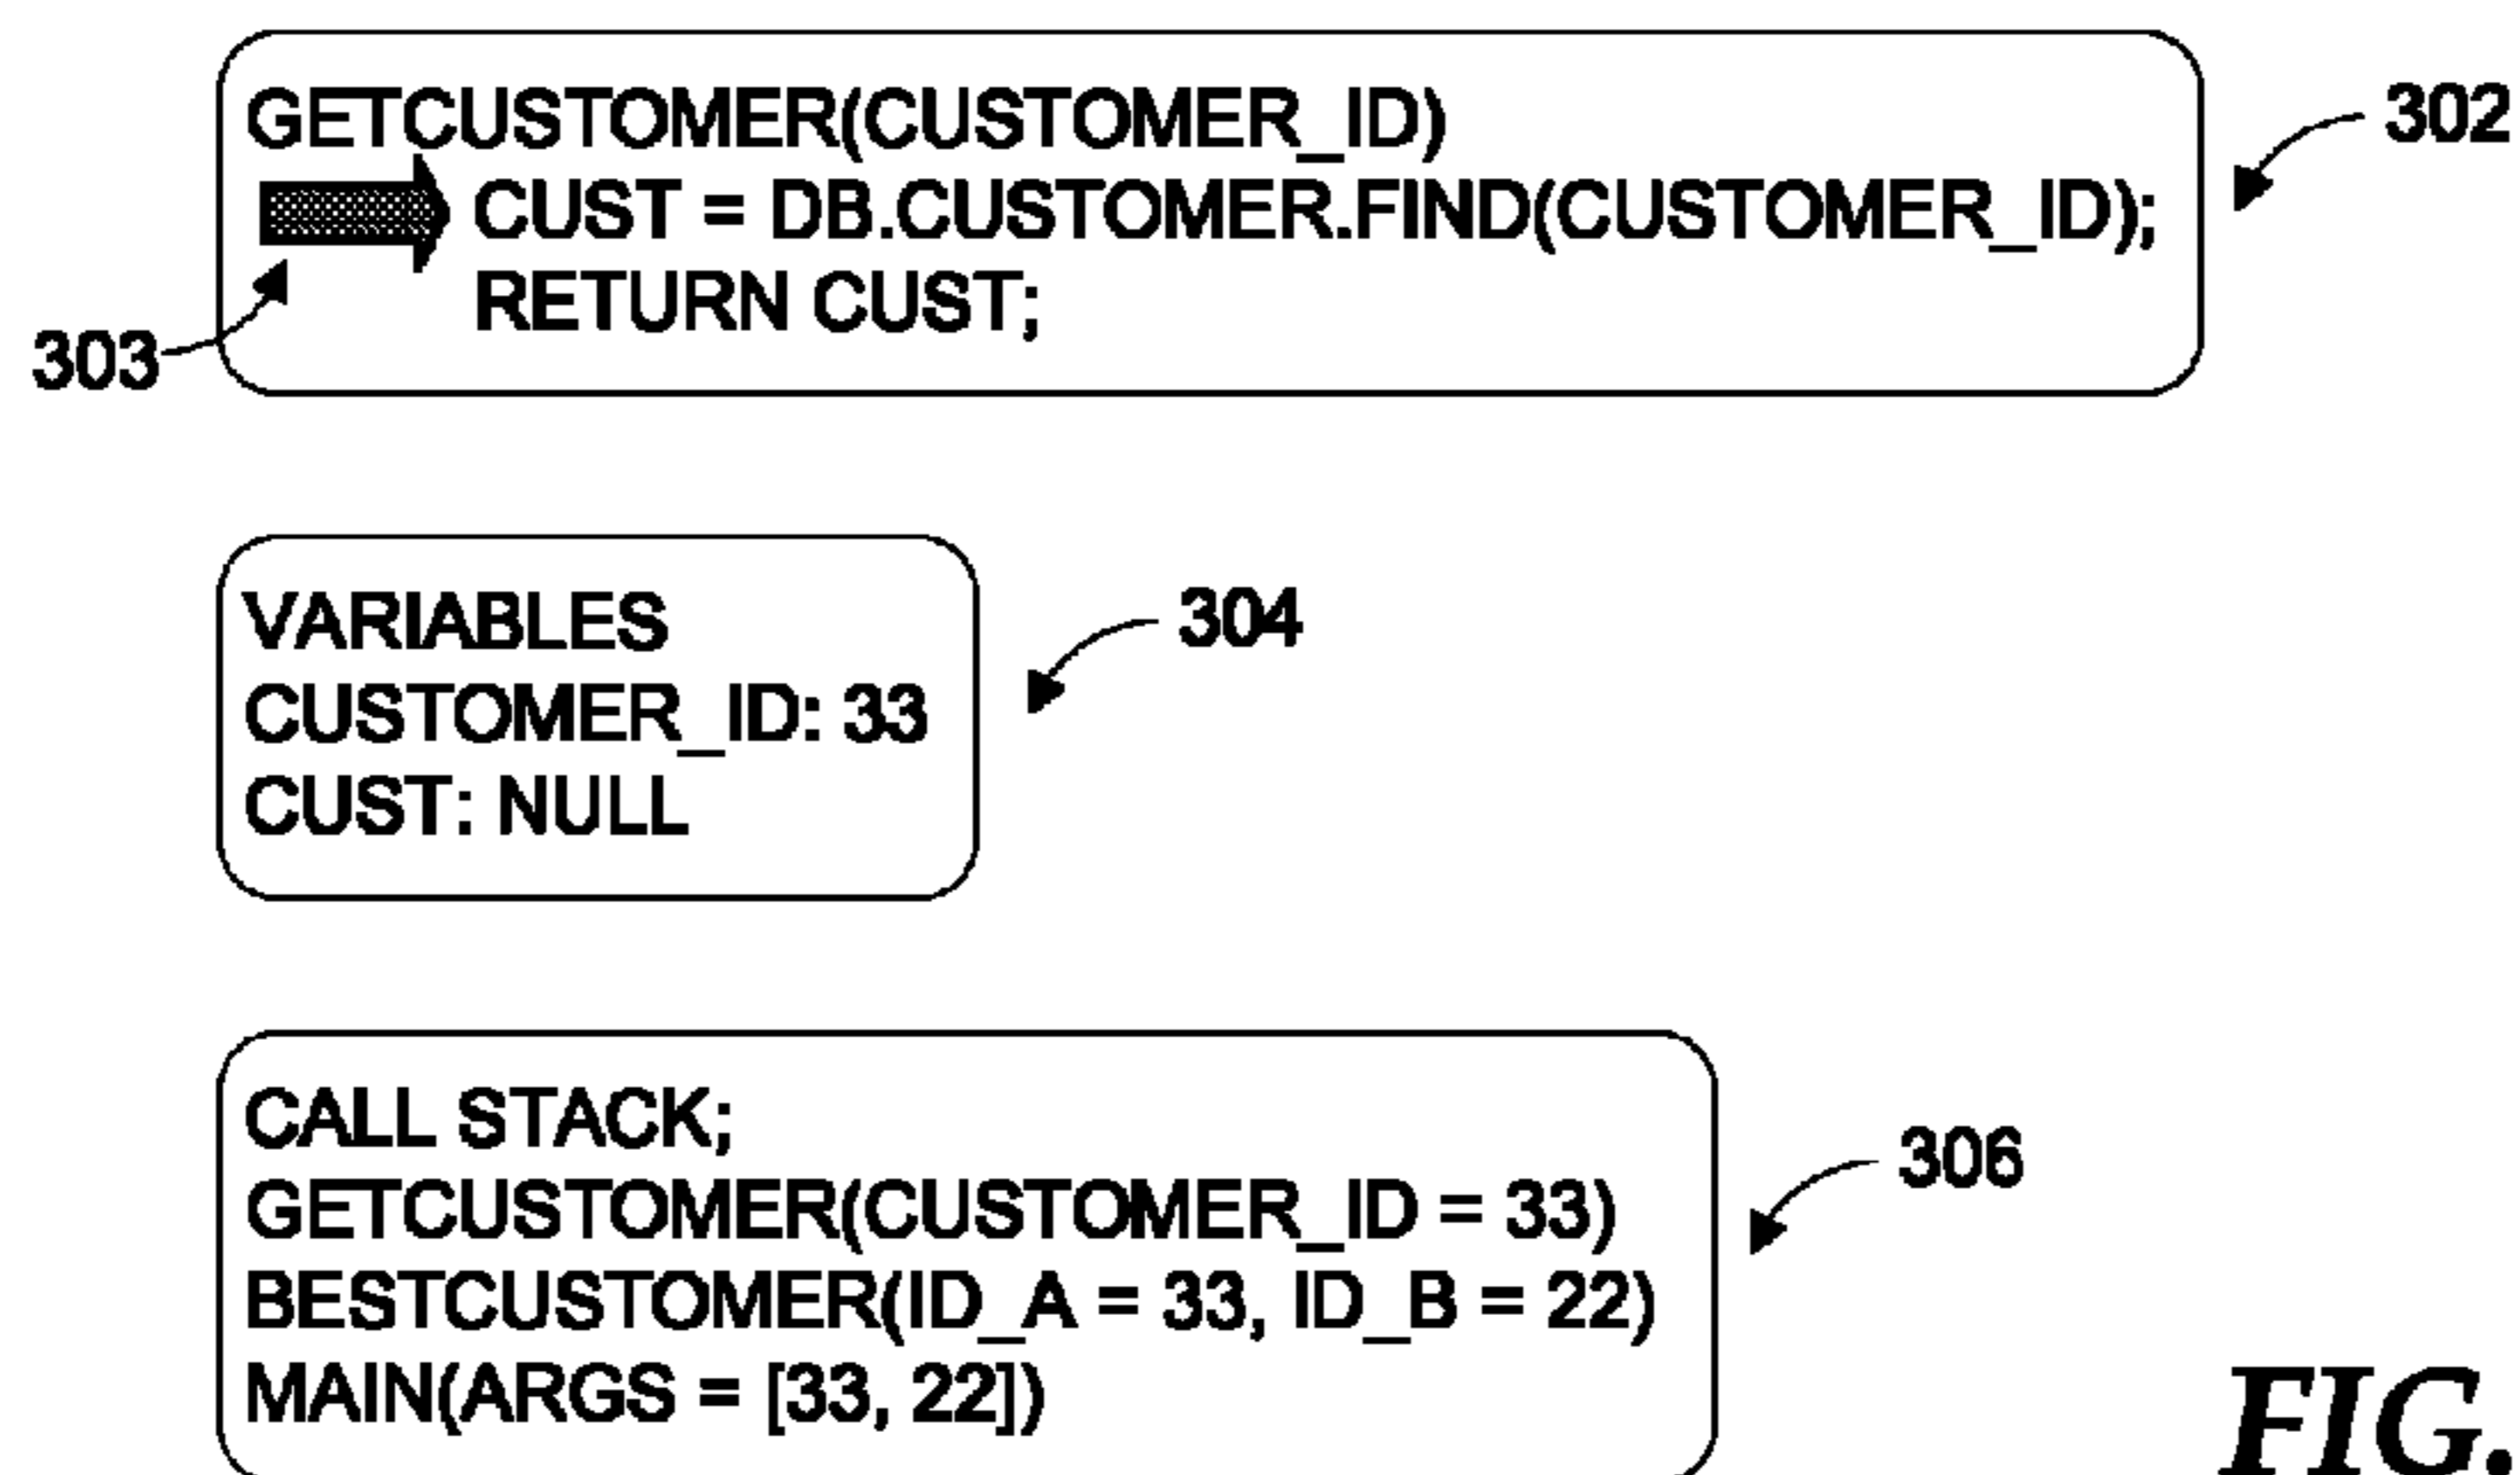 GETCUSTOMER(CUSTOMER_ID)
302
CUST = DB.CUSTOMER.FIND(CUSTOMER_ID);
RETURN CUST;
303
VARIABLES
304
CUSTOMER_ID: 33
CUST: NULL
CALL STACK;
306
GETCUSTOMER(CUSTOMER_ID = 33)
BESTCUSTOMER(ID_A = 33, ID_B = 22)
MAIN(ARGS = [33, 22])
FIG.